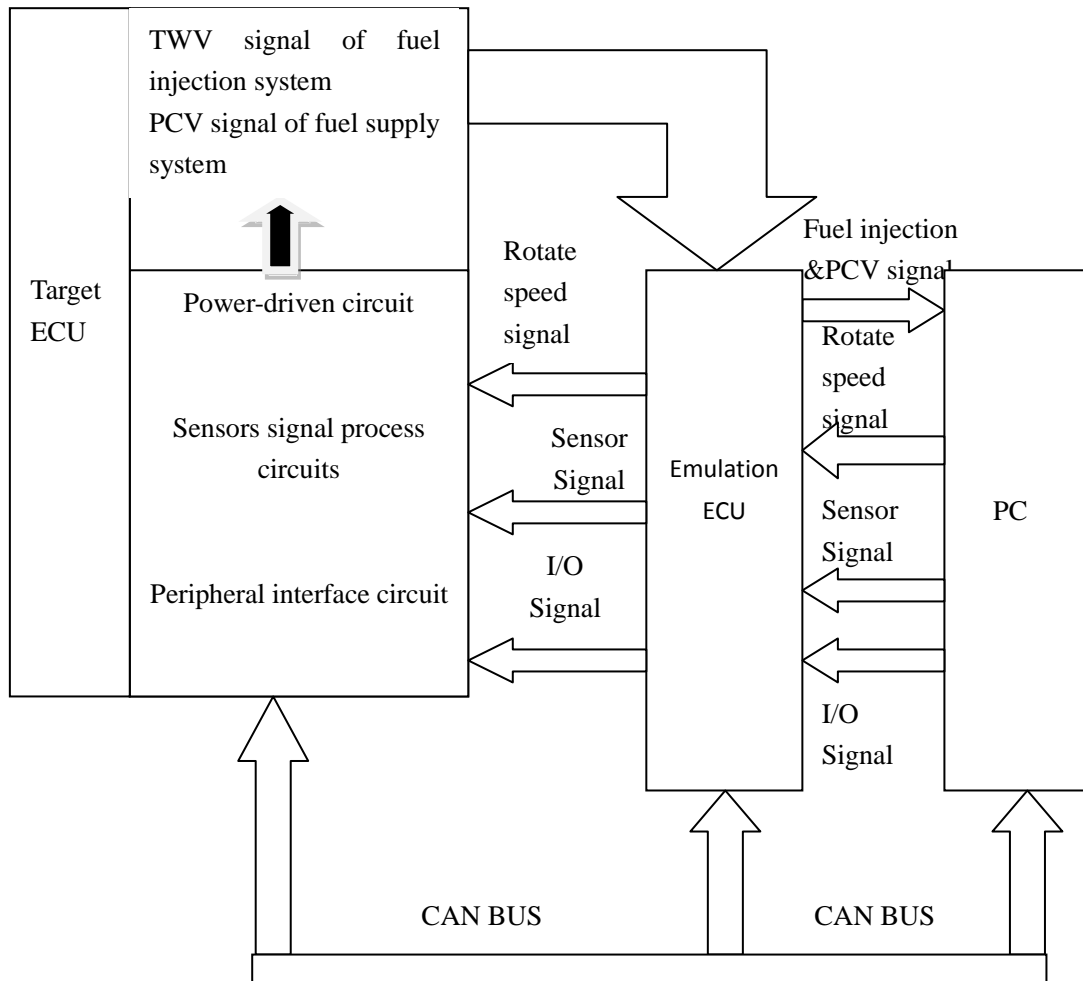 TWV signal of fuel
injection system
PCV signal of fuel supply
system
Target
ECU
Power-driven circuit
Sensors signal process
circuits
Peripheral interface circuit
Rotate
speed
signal
Sensor
Signal
I/O
Signal
Emulation
ECU
Fuel injection
&PCV signal
Rotate
speed
signal
Sensor
Signal
I/O
Signal
PC
CAN BUS
CAN BUS